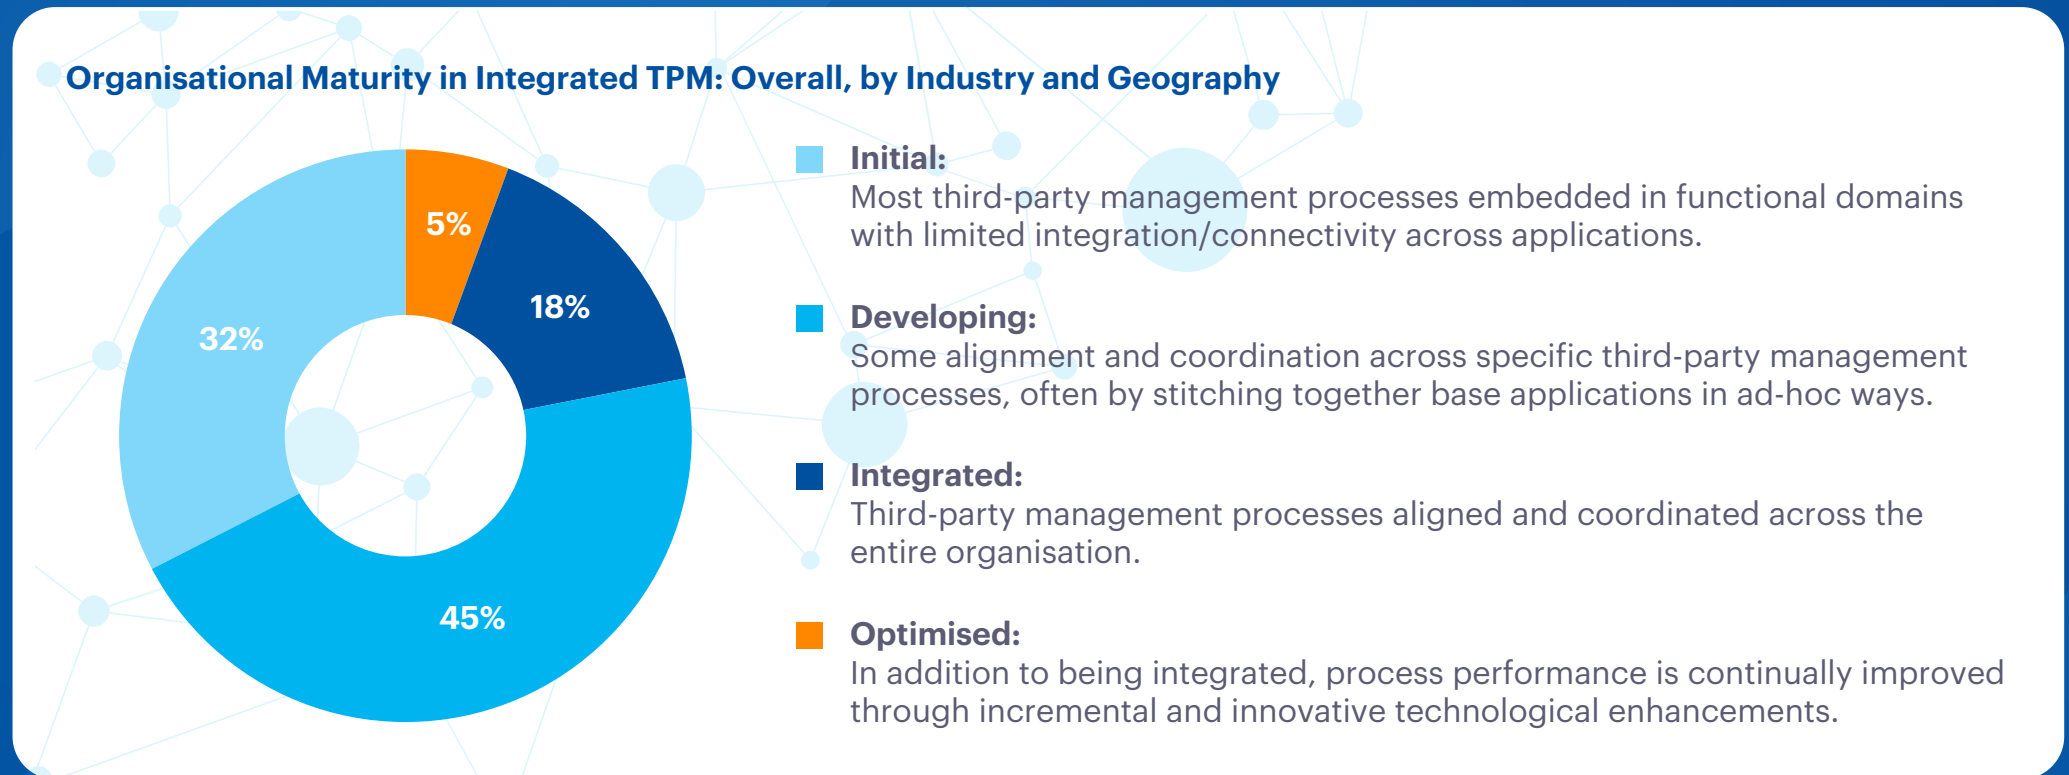 Organisational Maturity in Integrated TPM: Overall, by Industry and Geography
5%
18%
32%
45%
Initial:
Most third-party management processes embedded in functional domains
with limited integration/connectivity across applications.
Developing:
Some alignment and coordination across specific third-party management
processes, often by stitching together base applications in ad-hoc ways.
Integrated:
Third-party management processes aligned and coordinated across the
entire organisation.
Optimised:
In addition to being integrated, process performance is continually improved
through incremental and innovative technological enhancements.